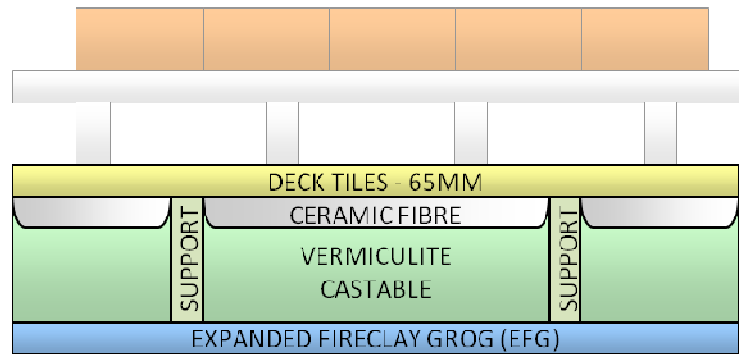 DECK TILES - 65MM
CERAMIC FIBRE
SUPPORT
SUPPORT
VERMICULITE
CASTABLE
EXPANDED FIRECLAY GROG (EFG)